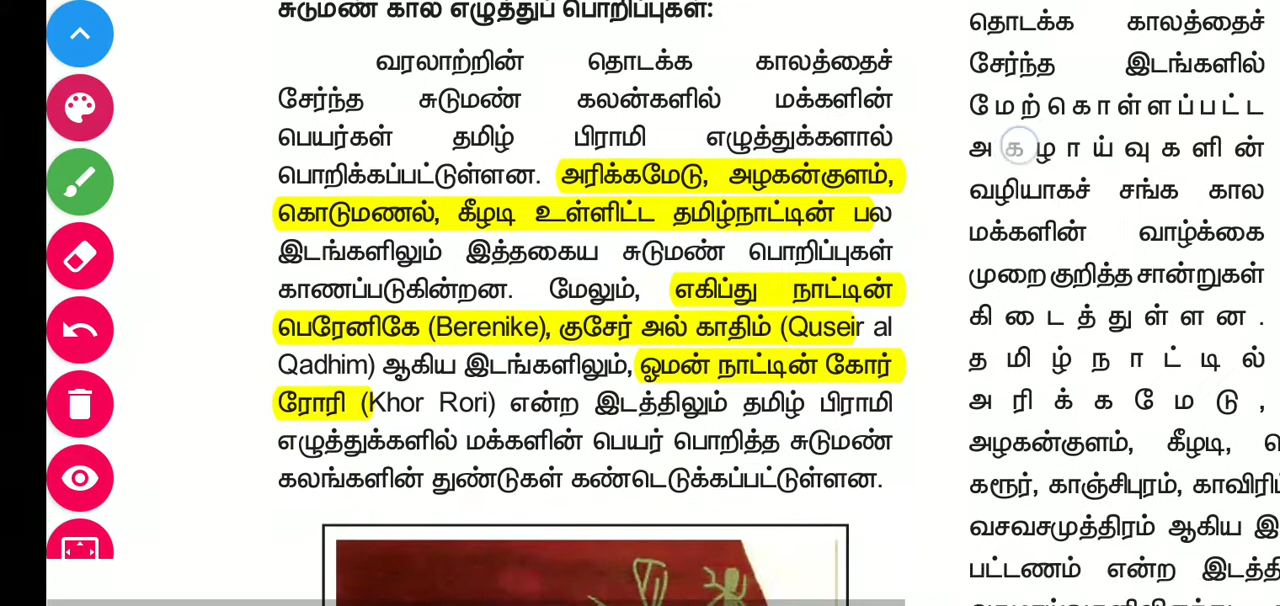 சுடுமண் கால எழுத்துப் பொறிப்புகள்:
வரலாற்றின் தொடக்க காலத்தைச்
சேர்ந்த சுடுமண் கலன்களில் மக்களின்
பெயர்கள் தமிழ் பிராமி எழுத்துக்களால்
பொறிக்கப்பட்டுள்ளன. அரிக்கமேடு, அழகன்குளம்,
கொடுமணல், கீழடி உள்ளிட்ட தமிழ்நாட்டின் பல
இடங்களிலும் இத்தகைய சுடுமண் பொறிப்புகள்
காணப்படுகின்றன. மேலும், எகிப்து நாட்டின்
பெரேனிகே (Berenike), குசேர் அல் காதிம் (Quseir al
Qadhim) ஆகிய இடங்களிலும், ஓமன் நாட்டின் கோர்
ரோரி (Khor Rori) என்ற இடத்திலும் தமிழ் பிராமி
எழுத்துக்களில் மக்களின் பெயர் பொறித்த சுடுமண்
கலங்களின் துண்டுகள் கண்டெடுக்கப்பட்டுள்ளன.
தொடக்க காலத்தைச்
சேர்ந்த இடங்களில்
மேற்கொள்ளப்பட்ட
அகழாய்வுகளின்
வழியாகச் சங்க கால
மக்களின் வாழ்க்கை
முறை குறித்த சான்றுகள்
கிடைத்துள்ளன.
தமிழ்நாட்டில்
அரிக்கமேடு,
அழகன்குளம், கீழடி,
கரூர், காஞ்சிபுரம்,
வசவசமுத்திரம் ஆகிய
பட்டணம் என்ற